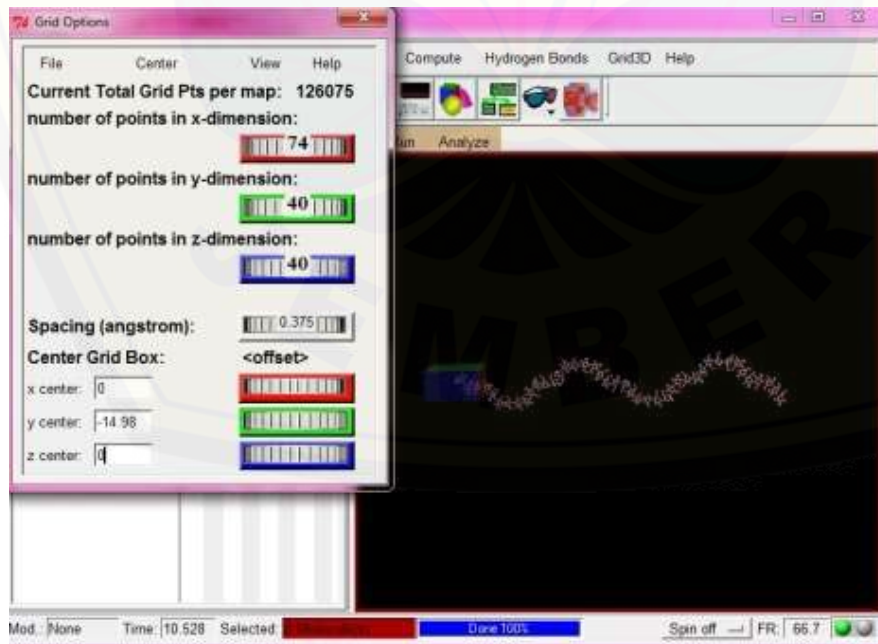 Grid Options
File Center View Help
Current Total Grid Pts per map: 126075
number of points in x-dimension:
74
number of points in y-dimension:
40
number of points in z-dimension:
40
Spacing (angstrom): 0.375
Center Grid Box: <offset>
x center: 0
y center: -14.98
z center: 0
Compute Hydrogen Bonds Grid3D Help
Analyze
EMBER
Mod.: None Time: 10.528 Selected: Done 100% Spin off FR: 66.7